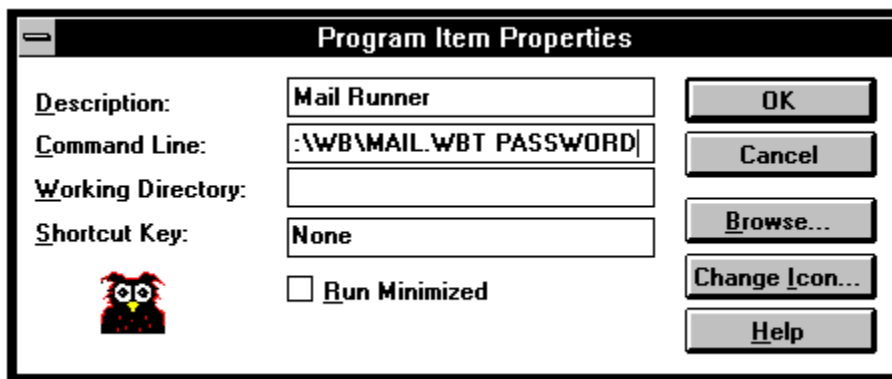 Program Item Properties
Description: Mail Runner
Command Line: :\WB\MAIL.WBT PASSWORD
Working Directory:
Shortcut Key: None
Run Minimized
OK
Cancel
Browse...
Change Icon...
Help